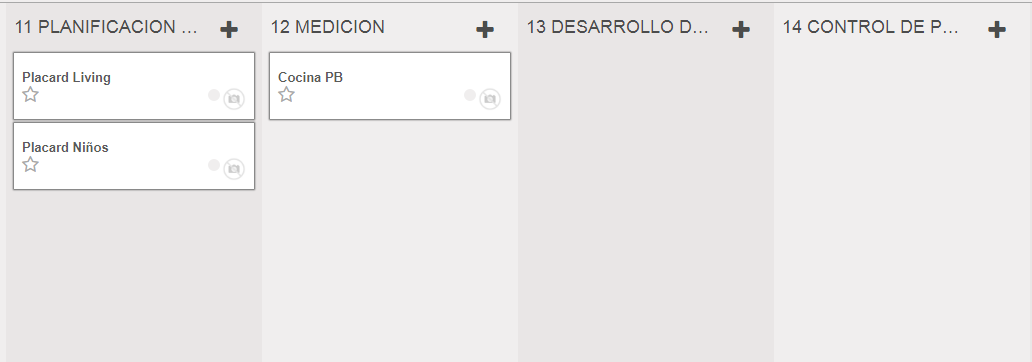 11 PLANIFICACION ...
12 MEDICION
13 DESARROLLO D...
14 CONTROL DE P...
Placard Living
Cocina PB
Placard Niños